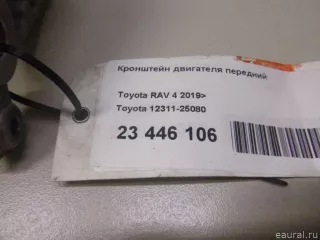 Кронштейн двигателя передний
Toyota RAV 4 2019>
Toyota 12311-25080
23 446 106
eaural.ru